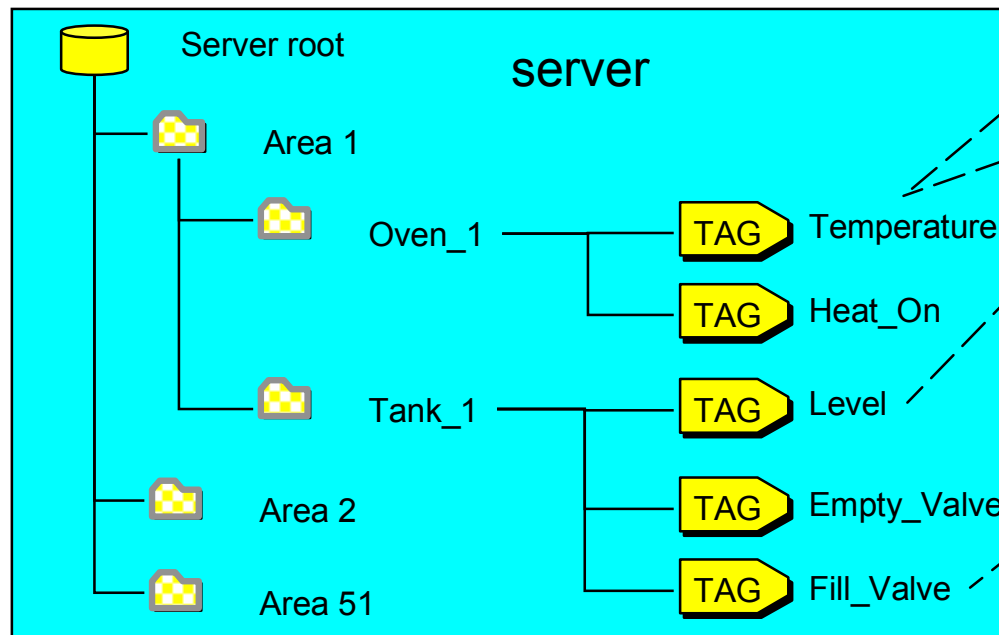 Server root
server
Area 1
Oven_1
TAG
Temperature
TAG
Heat_On
Tank_1
TAG
Level
TAG
Empty_Valve
Area 2
TAG
Fill_Valve
Area 51